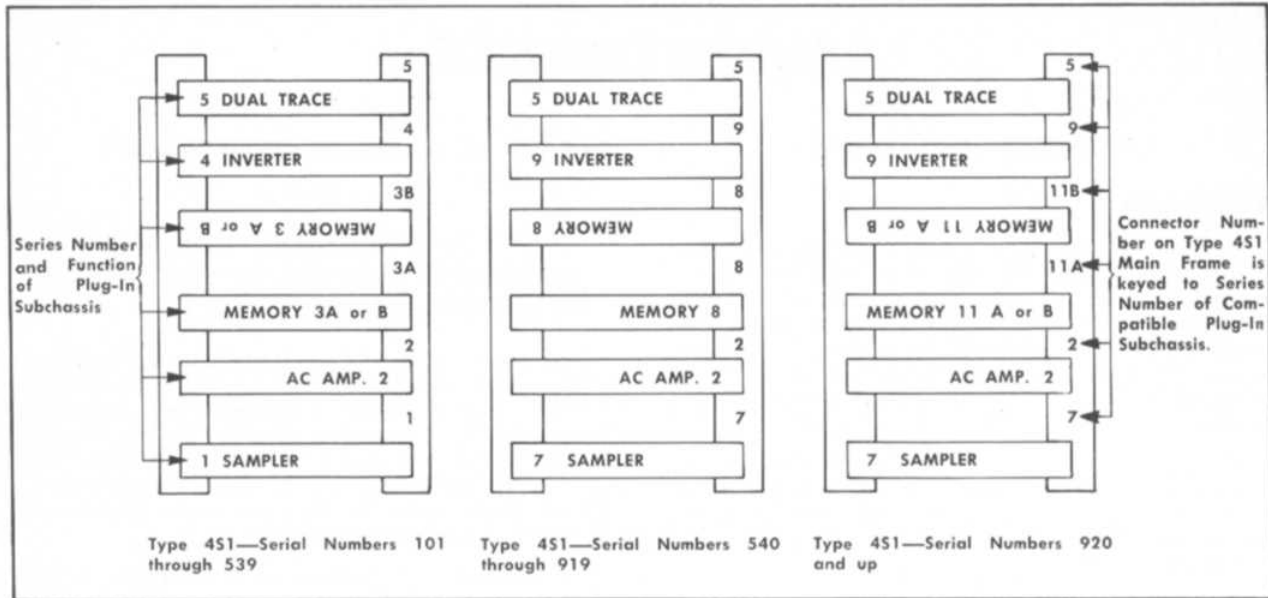 Series Number
and Function
of Plug-In
Subchassis
5
5 DUAL TRACE
4
4 INVERTER
3B
MEMORY 3 A or B
3A
MEMORY 3A or B
2
AC AMP. 2
1
1 SAMPLER
Type 4S1—Serial Numbers 101
through 539
5
5 DUAL TRACE
9
9 INVERTER
8
MEMORY 8
8
MEMORY 8
2
AC AMP. 2
7
7 SAMPLER
Type 4S1—Serial Numbers 540
through 919
5
5 DUAL TRACE
9
9 INVERTER
11B
MEMORY 11 A or B
11A
MEMORY 11 A or B
2
AC AMP. 2
7
7 SAMPLER
Type 4S1—Serial Numbers 920
and up
Connector Num-
ber on Type 4S1
Main Frame is
keyed to Series
Number of Com-
patible Plug-In
Subchassis.